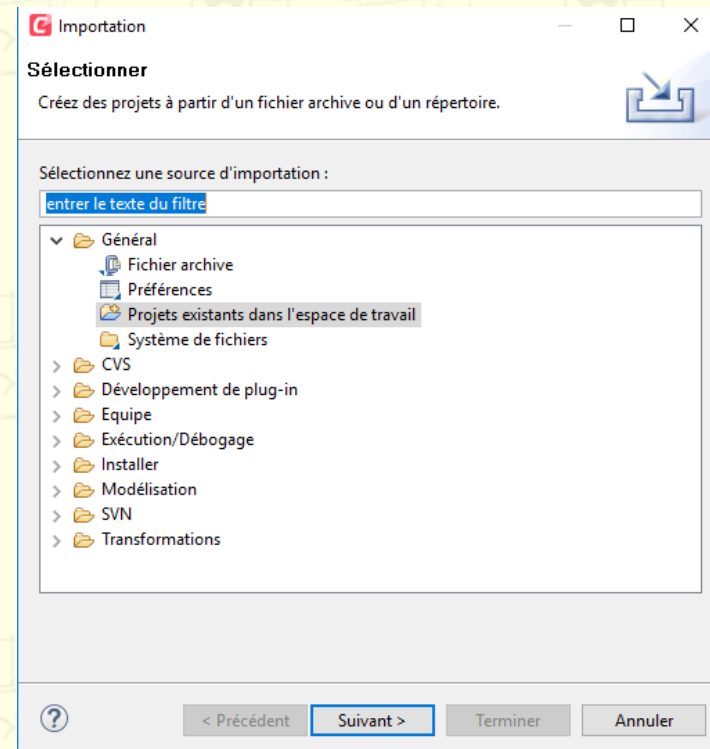 Importation
Sélectionner
Créez des projets à partir d'un fichier archive ou d'un répertoire.
Sélectionnez une source d'importation :
entrer le texte du filtre
Général
Fichier archive
Préférences
Projets existants dans l'espace de travail
Système de fichiers
CVS
Développement de plug-in
Equipe
Exécution/Débogage
Installer
Modélisation
SVN
Transformations
? < Précédent Suivant > Terminer Annuler